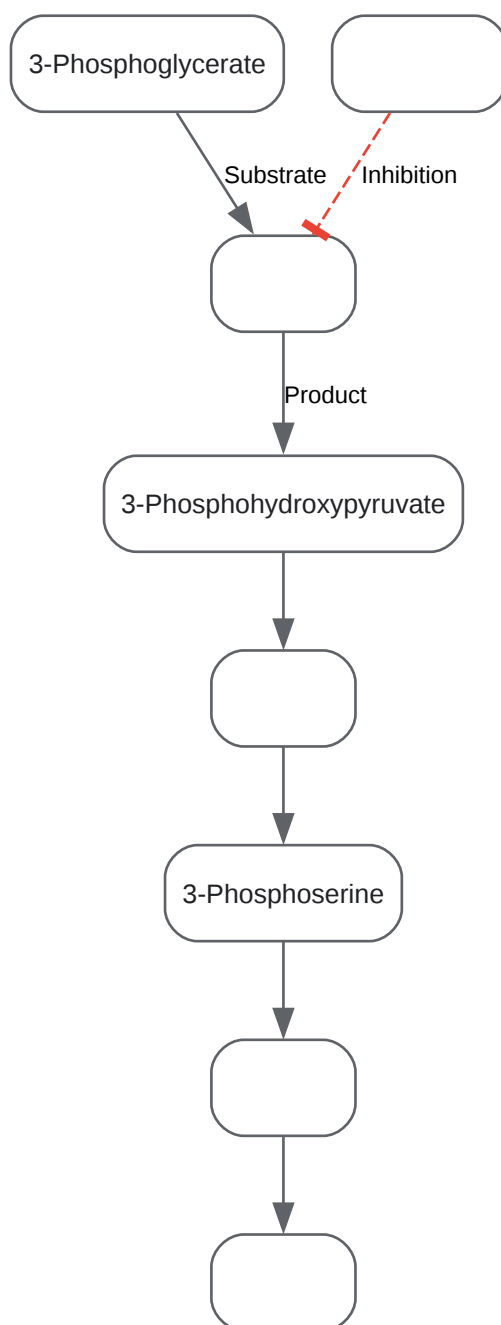 3-Phosphoglycerate
Substrate
Inhibition
Product
3-Phosphohydroxypyruvate
3-Phosphoserine